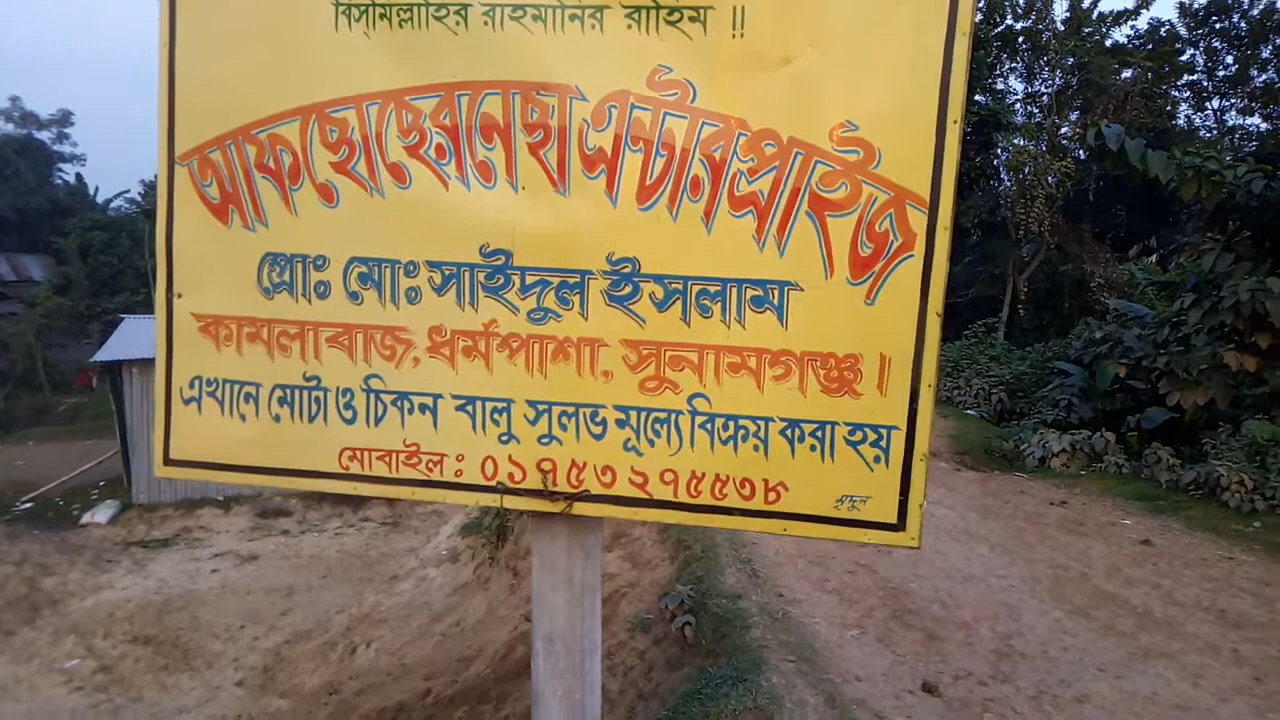 বিস্‌মিল্লাহির রাহমানির রাহিম !!
আফছোছেরনেছা এন্টারপ্রাইজ
প্রোঃ মোঃ সাইদুল ইসলাম
কামলাবাজ, ধর্মপাশা, সুনামগঞ্জ।
এখানে মোটা ও চিকন বালু সুলভ মূল্যে বিক্রয় করা হয়
মোবাইল : ০১৭৫৩ ২৭৫৫৩৮
মৃদুল